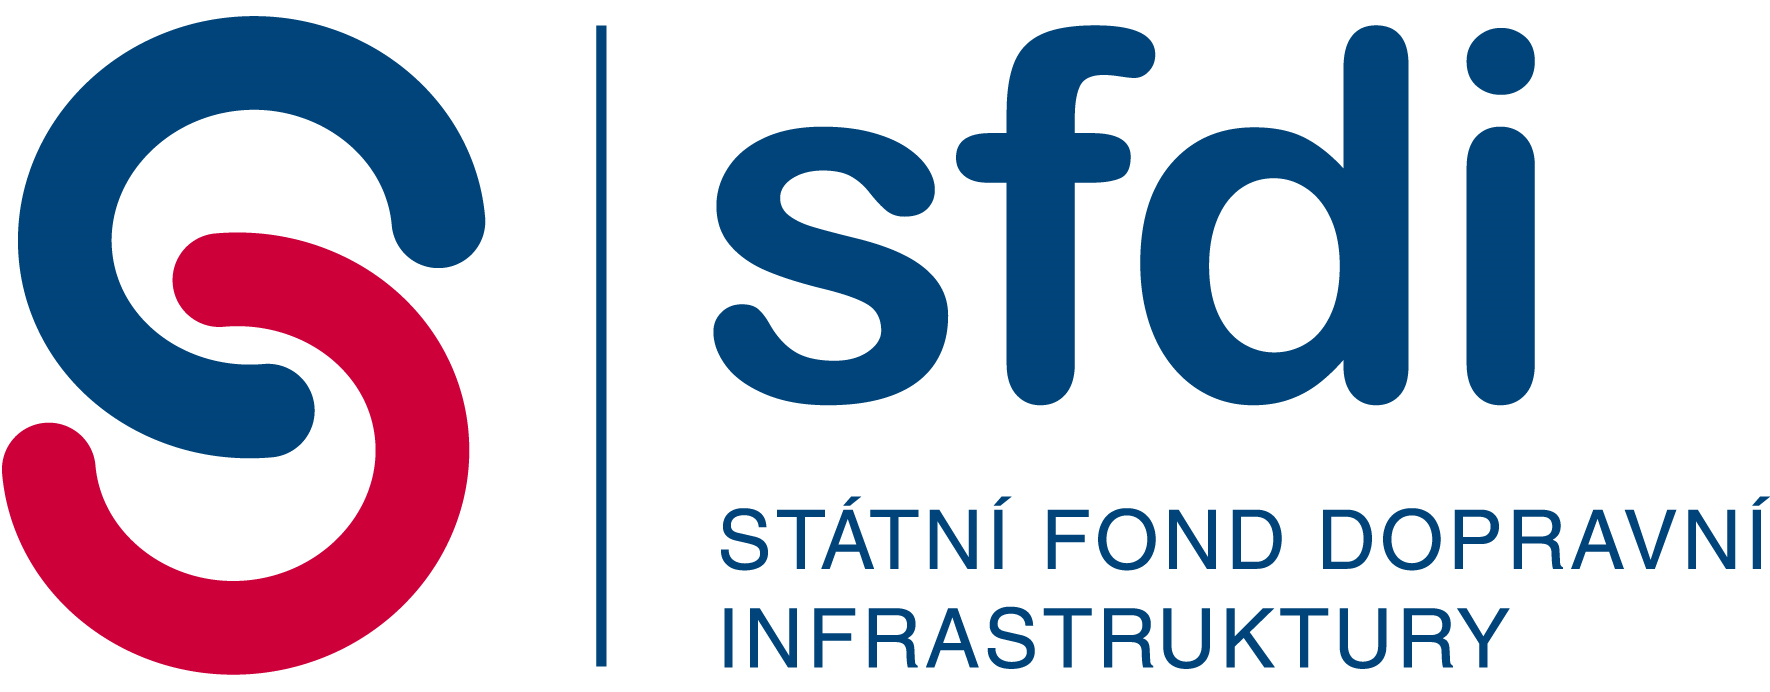 sfdi
STÁTNÍ FOND DOPRAVNÍ
INFRASTRUKTURY